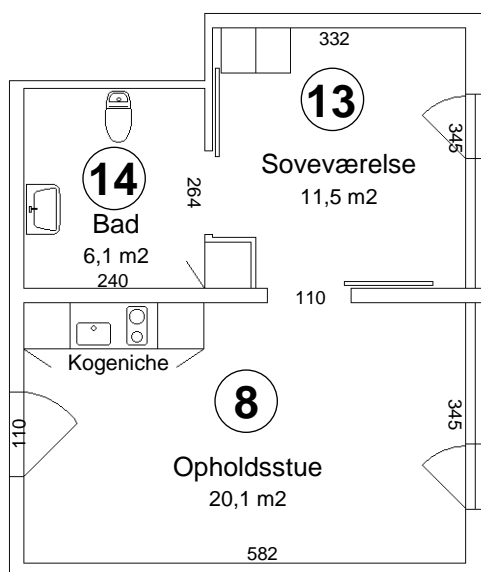 332
13
345
Soveværelse
11,5 m2
14
264
Bad
6,1 m2
240
110
Kogeniche
8
345
110
Opholdsstue
20,1 m2
582